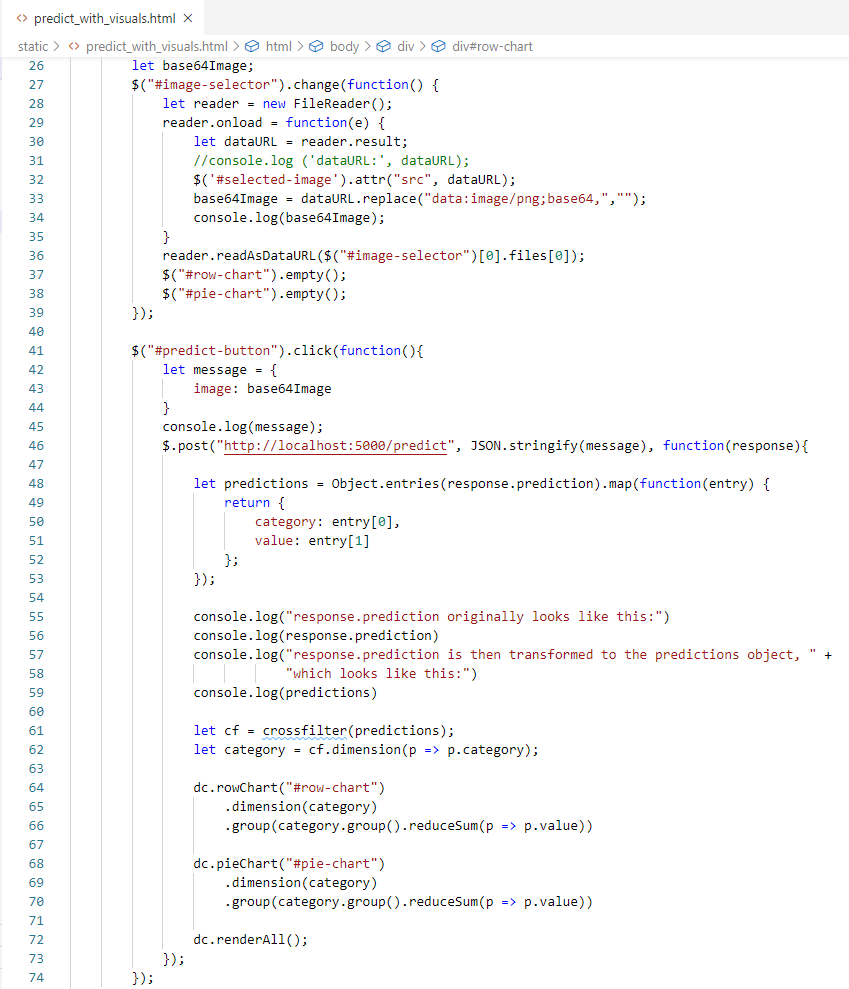 predict_with_visuals.html
static > predict_with_visuals.html > html > body > div > div#row-chart
26 let base64Image;
27 $("#image-selector").change(function() {
28 let reader = new FileReader();
29 reader.onload = function(e) {
30 let dataURL = reader.result;
31 //console.log ('dataURL:', dataURL);
32 $('#selected-image').attr("src", dataURL);
33 base64Image = dataURL.replace("data:image/png;base64,","");
34 console.log(base64Image);
35 }
36 reader.readAsDataURL($("#image-selector")[0].files[0]);
37 $("#row-chart").empty();
38 $("#pie-chart").empty();
39 });
40
41 $("#predict-button").click(function(){
42 let message = {
43 image: base64Image
44 }
45 console.log(message);
46 $.post("http://localhost:5000/predict", JSON.stringify(message), function(response){
47
48 let predictions = Object.entries(response.prediction).map(function(entry) {
49 return {
50 category: entry[0],
51 value: entry[1]
52 };
53 });
54
55 console.log("response.prediction originally looks like this:")
56 console.log(response.prediction)
57 console.log("response.prediction is then transformed to the predictions object, " +
58 "which looks like this:")
59 console.log(predictions)
60
61 let cf = crossfilter(predictions);
62 let category = cf.dimension(p => p.category);
63
64 dc.rowChart("#row-chart")
65 .dimension(category)
66 .group(category.group().reduceSum(p => p.value))
67
68 dc.pieChart("#pie-chart")
69 .dimension(category)
70 .group(category.group().reduceSum(p => p.value))
71
72 dc.renderAll();
73 });
74 });